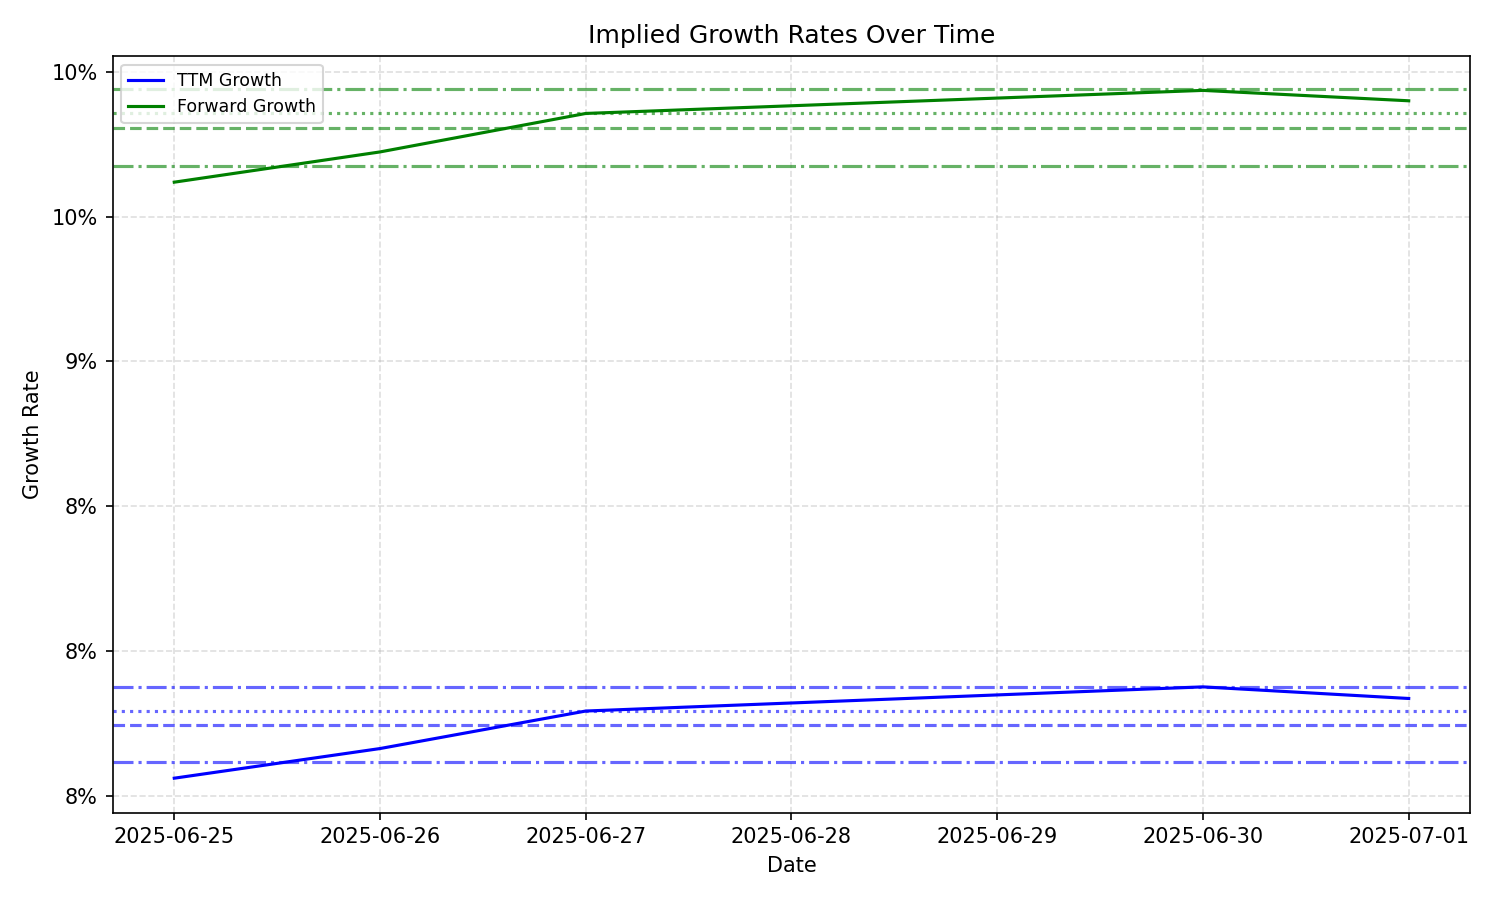 Implied Growth Rates Over Time
TTM Growth
Forward Growth
10%
10%
9%
8%
8%
8%
Growth Rate
2025-06-25
2025-06-26
2025-06-27
2025-06-28
2025-06-29
2025-06-30
2025-07-01
Date